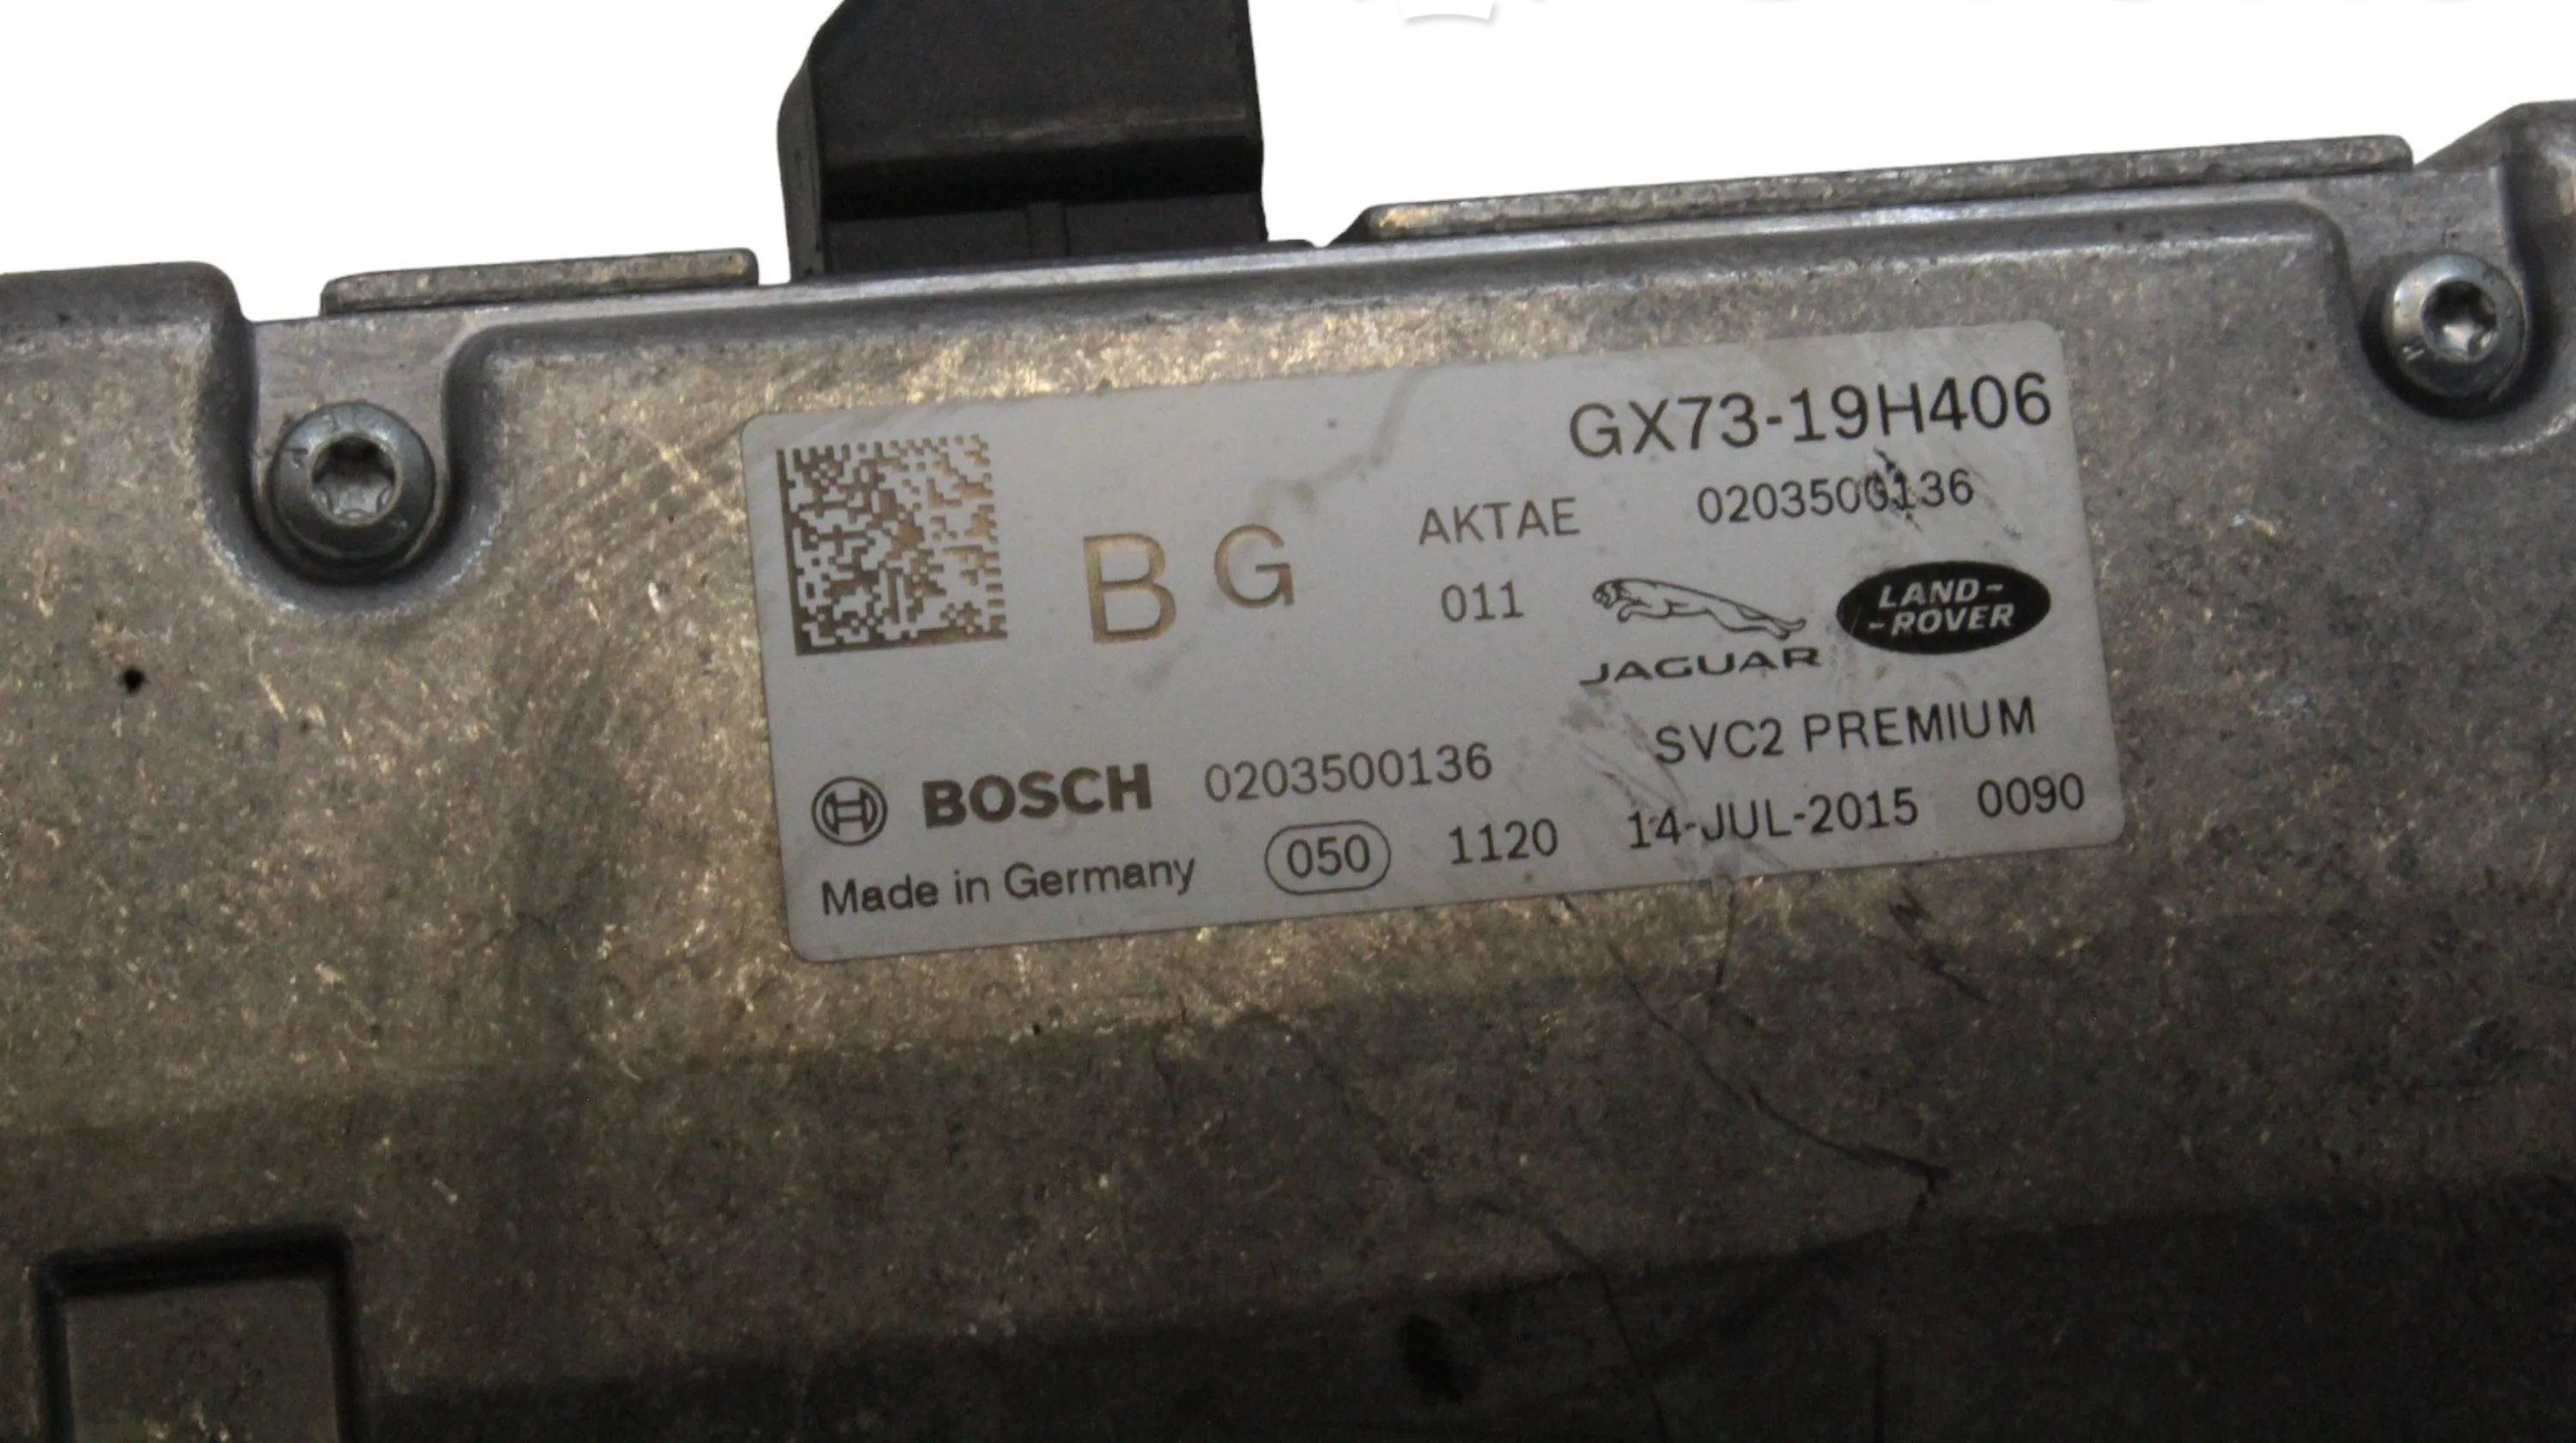 GX73-19H406
B G AKTAE 0203500136
011
JAGUAR
LAND-
-ROVER
SVC2 PREMIUM
BOSCH 0203500136
Made in Germany 050 1120 14-JUL-2015 0090